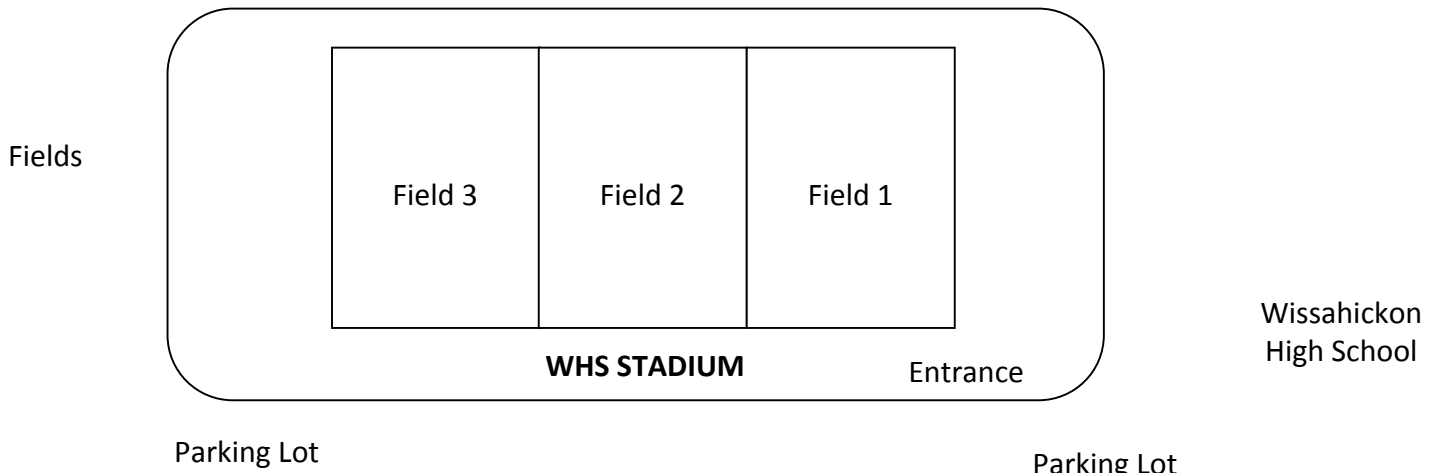 Fields
Field 3
Field 2
Field 1
Wissahickon
High School
WHS STADIUM
Entrance
Parking Lot
Parking Lot